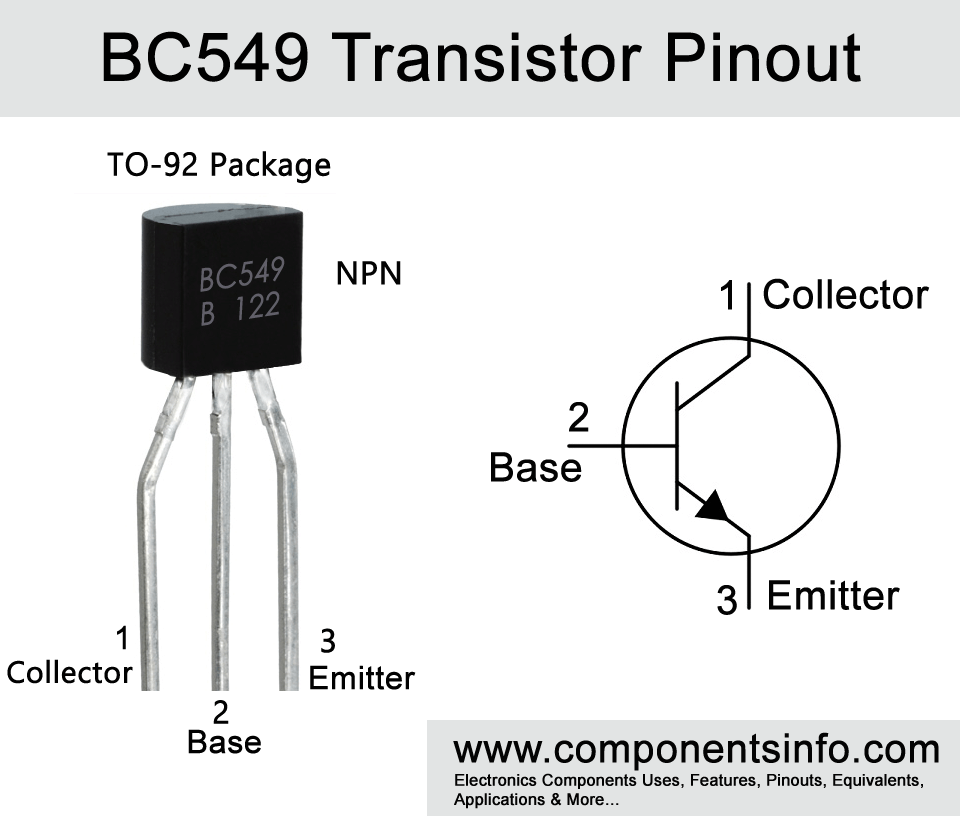 BC549 Transistor Pinout
TO-92 Package
BC549
B 122
NPN
1 Collector
2
Base
3 Emitter
1
Collector
3
Emitter
2
Base
www.componentsinfo.com
Electronics Components Uses, Features, Pinouts, Equivalents,
Applications & More...